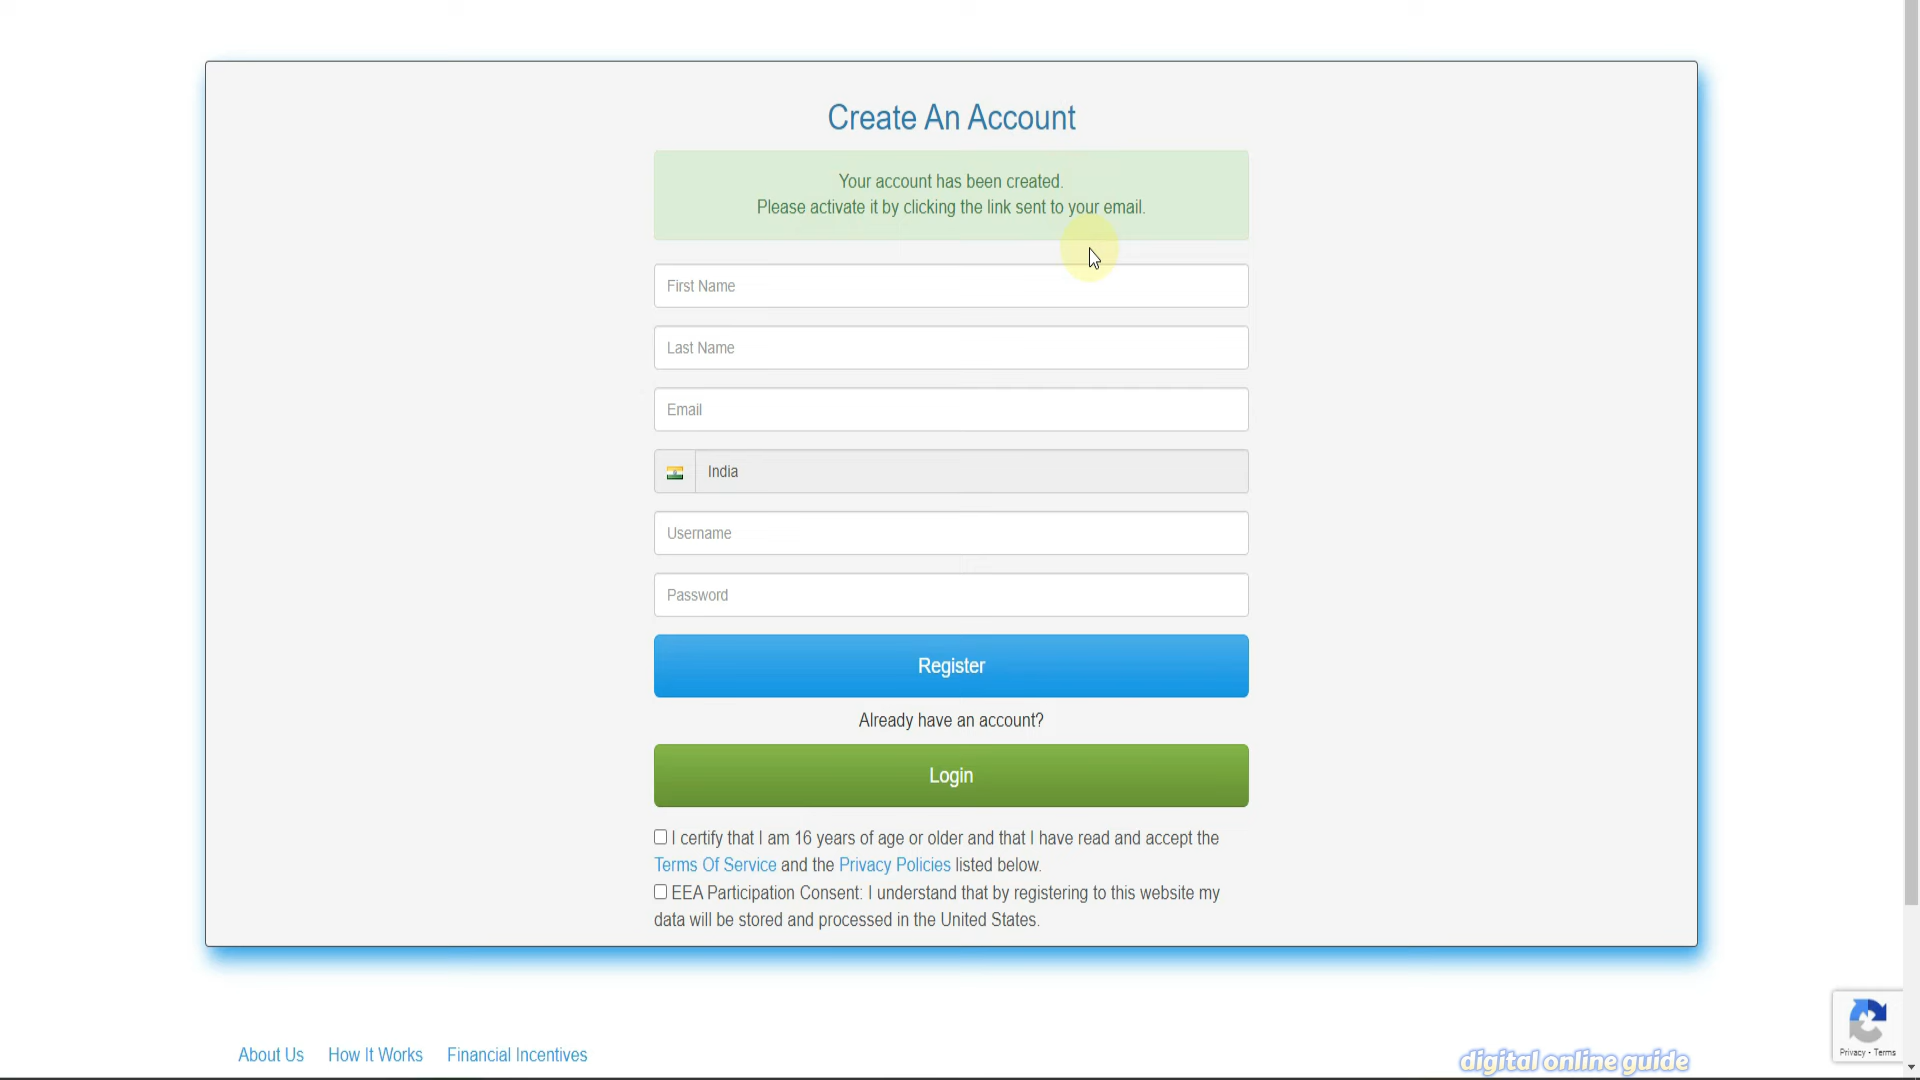 Create An Account
Your account has been created.
Please activate it by clicking the link sent to your email.
First Name
Last Name
Email
India
Username
Password
Register
Already have an account?
Login
I certify that I am 16 years of age or older and that I have read and accept the
Terms Of Service and the Privacy Policies listed below.
EEA Participation Consent: I understand that by registering to this website my
data will be stored and processed in the United States.
Privacy - Terms
About Us How It Works Financial Incentives
digital online guide